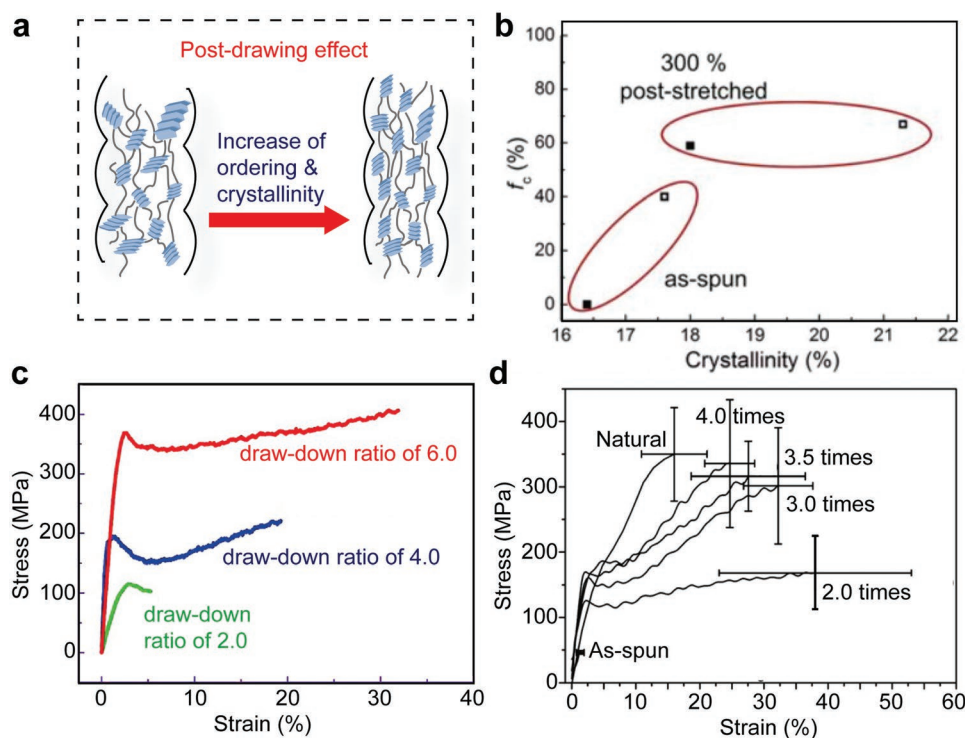 a
Post-drawing effect
Increase of
ordering &
crystallinity
b
100
80
60
40
20
0
16
17
18
19
20
21
22
f_c (%)
Crystallinity (%)
300 %
post-stretched
as-spun
c
400
300
200
100
0
0
10
20
30
40
Stress (MPa)
Strain (%)
draw-down ratio of 6.0
draw-down ratio of 4.0
draw-down
ratio of 2.0
d
400
300
200
100
0
0
10
20
30
40
50
60
Stress (MPa)
Strain (%)
Natural
4.0 times
3.5 times
3.0 times
2.0 times
As-spun